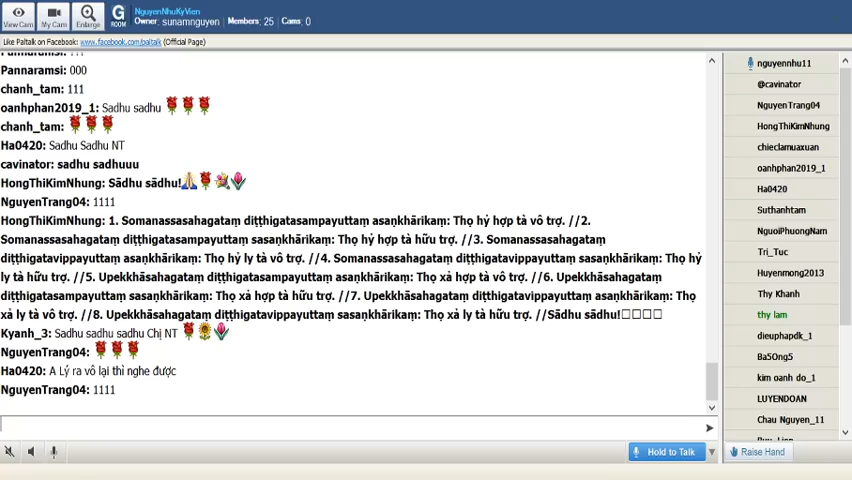 NguyenNhuKyVien
Owner: sunamnguyen Members: 25 Cams: 0
View Cam My Cam Enlarge G ROOM
Like Paltalk on Facebook: www.facebook.com/paltalk (Official Page)
Pannaramsi: 000
chanh_tam: 111
oanhphan2019_1: Sadhu sadhu
chanh_tam:
Ha0420: Sadhu Sadhu NT
cavinator: sadhu sadhuuu
HongThiKimNhung: Sādhu sādhu!
NguyenTrang04: 1111
HongThiKimNhung: 1. Somanassasahagataṃ diṭṭhigatasampayuttaṃ asaṇkhārikaṃ: Thọ hỷ hợp tà vô trợ. //2.
Somanassasahagataṃ diṭṭhigatasampayuttaṃ sasaṇkhārikaṃ: Thọ hỷ hợp tà hữu trợ. //3. Somanassasahagataṃ
diṭṭhigatavippayuttaṃ asaṇkhārikaṃ: Thọ hỷ ly tà vô trợ. //4. Somanassasahagataṃ diṭṭhigatavippayuttaṃ sasaṇkhārikaṃ: Thọ hỷ
ly tà hữu trợ. //5. Upekkhāsahagataṃ diṭṭhigatasampayuttaṃ asaṇkhārikaṃ: Thọ xả hợp tà vô trợ. //6. Upekkhāsahagataṃ
diṭṭhigatasampayuttaṃ sasaṇkhārikaṃ: Thọ xả hợp tà hữu trợ. //7. Upekkhāsahagataṃ diṭṭhigatavippayuttaṃ asaṇkhārikaṃ: Thọ
xả ly tà vô trợ. //8. Upekkhāsahagataṃ diṭṭhigatavippayuttaṃ sasaṇkhārikaṃ: Thọ xả ly tà hữu trợ. //Sādhu sādhu!
Kyanh_3: Sadhu sadhu sadhu Chị NT
NguyenTrang04:
Ha0420: A Lý ra vô lại thì nghe được
NguyenTrang04: 1111
Hold to Talk
nguyennhu11
@cavinator
NguyenTrang04
HongThiKimNhung
chieclamuaxuan
oanhphan2019_1
Ha0420
Suthanhtam
NguoiPhuongNam
Tri_Tuc
Huyenmong2013
Thy Khanh
thy lam
dieuphapdk_1
Ba5Ong5
kim oanh do_1
LUYENDOAN
Chau Nguyen_11
Raise Hand